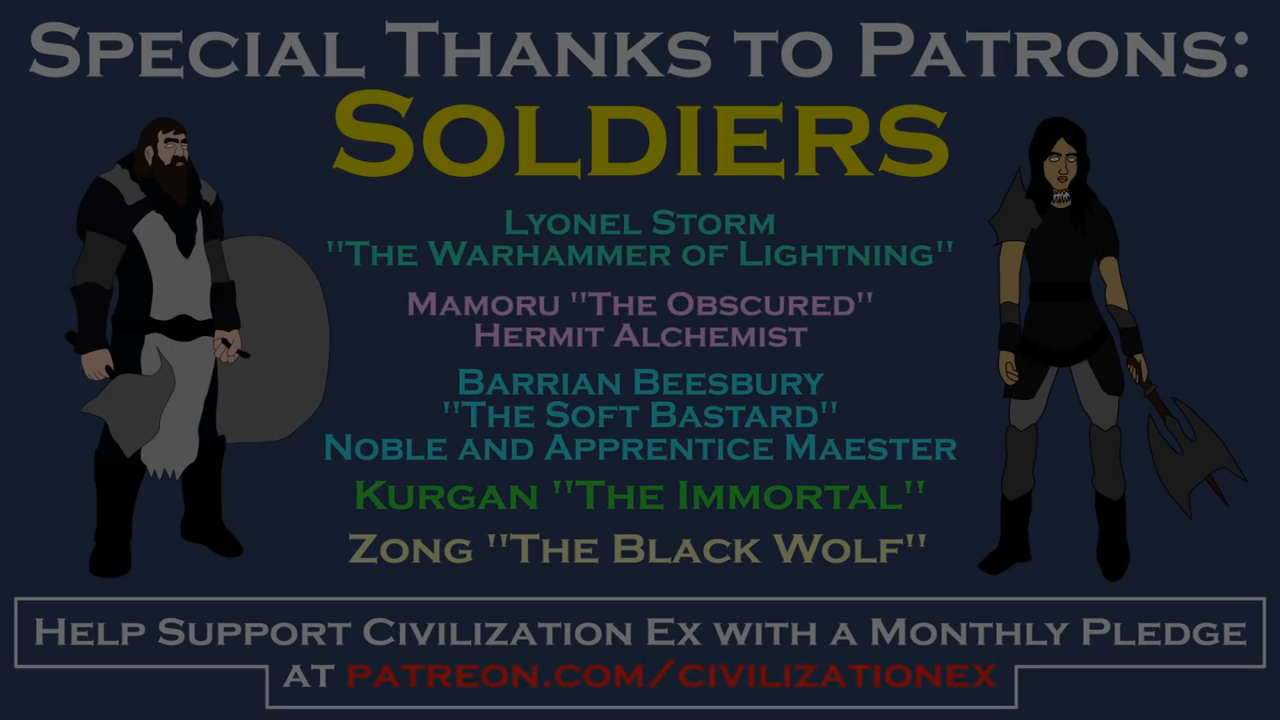 Special Thanks to Patrons:
Soldiers
Lyonel Storm
"The Warhammer of Lightning"
Mamoru "The Obscured"
Hermit Alchemist
Barrian Beesbury
"The Soft Bastard"
Noble and Apprentice Maester
Kurgan "The Immortal"
Zong "The Black Wolf"
Help Support Civilization Ex with a Monthly Pledge
at patreon.com/civilizationex